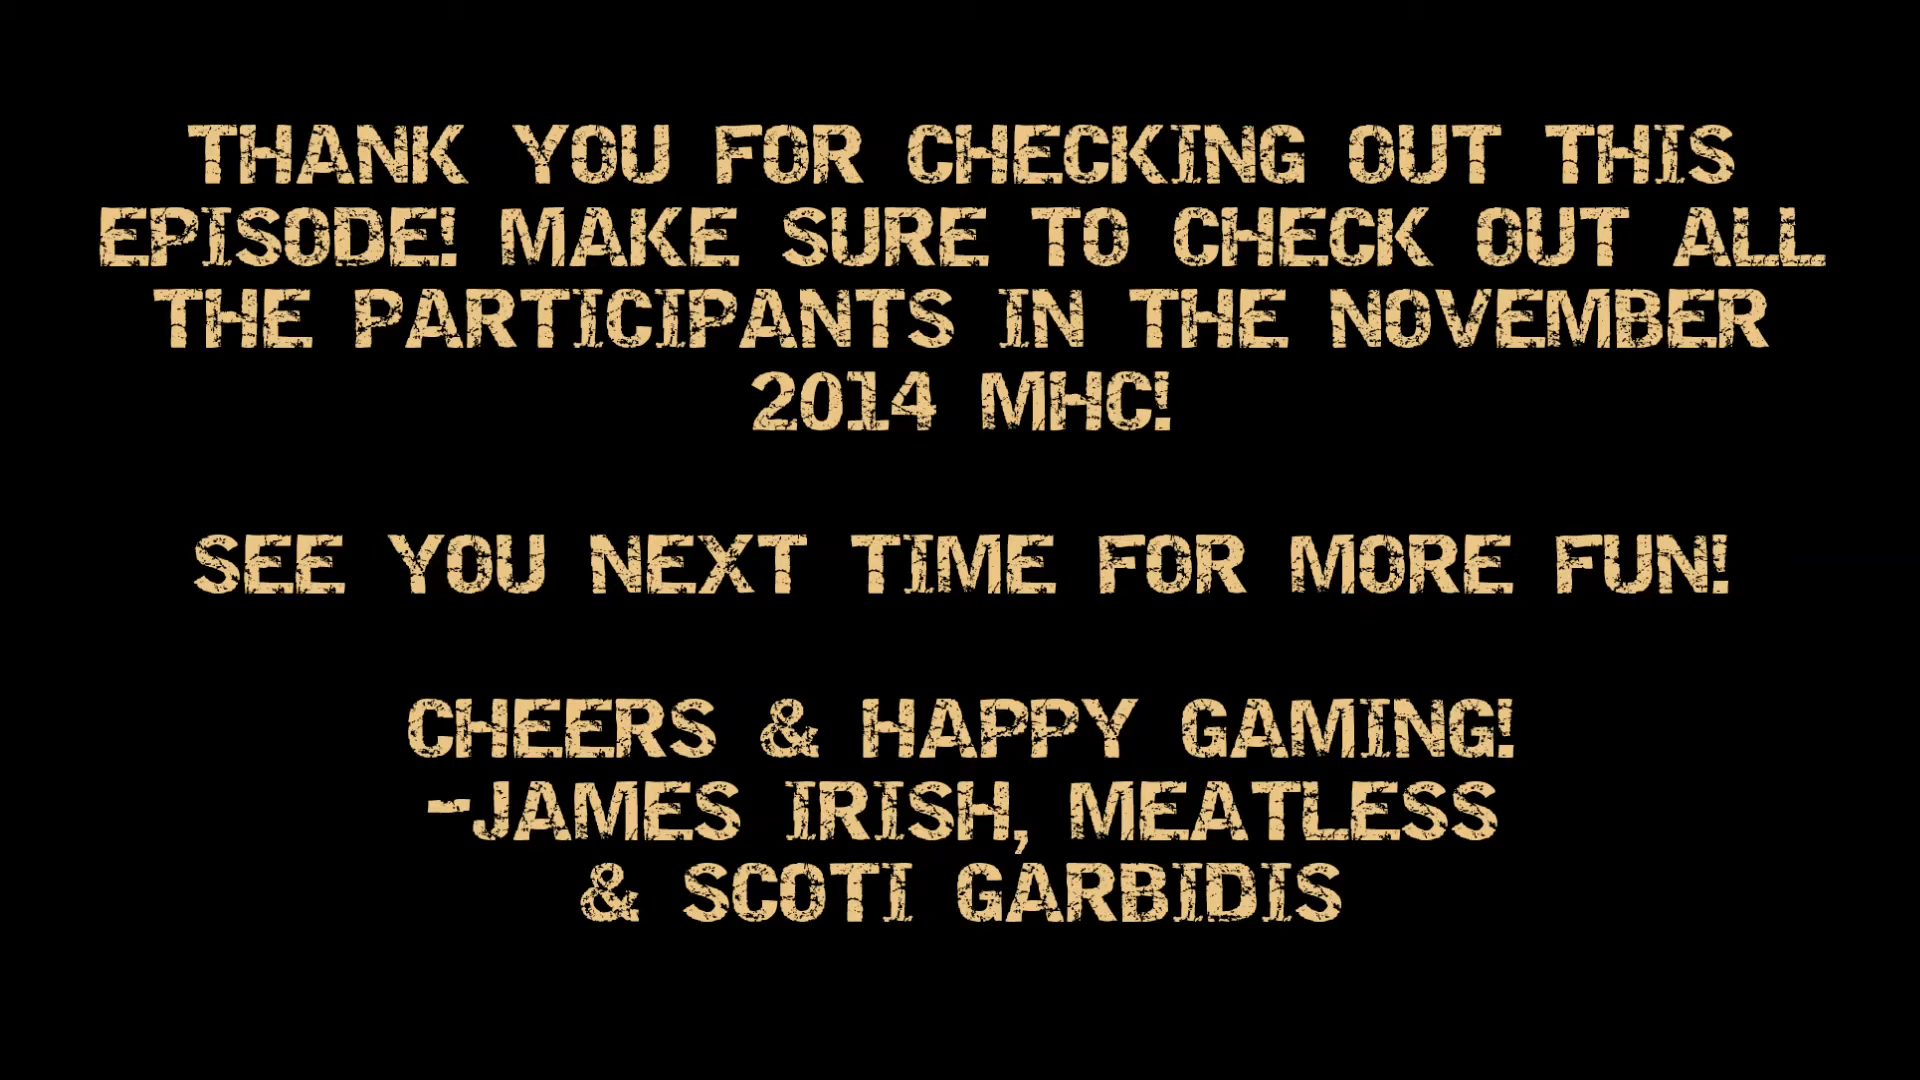 THANK YOU FOR CHECKING OUT THIS
EPISODE! MAKE SURE TO CHECK OUT ALL
THE PARTICIPANTS IN THE NOVEMBER
2014 MHC!
SEE YOU NEXT TIME FOR MORE FUN!
CHEERS & HAPPY GAMING!
-JAMES IRISH, MEATLESS
& SCOTI GARBIDIS